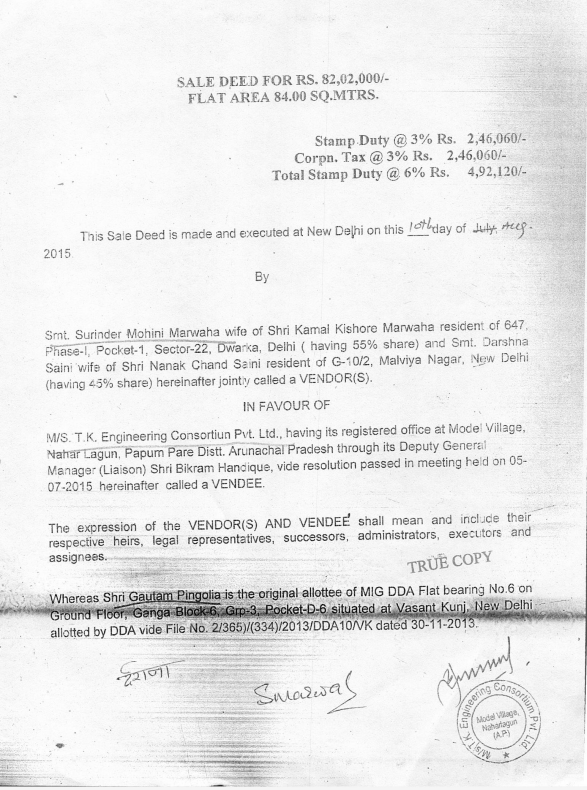 SALE DEED FOR RS. 82,02,000/-
FLAT AREA 84.00 SQ.MTRS.
Stamp Duty @ 3% Rs. 2,46,060/-
Corpn. Tax @ 3% Rs. 2,46,060/-
Total Stamp Duty @ 6% Rs. 4,92,120/-
This Sale Deed is made and executed at New Delhi on this 10th day of July. Aug.
2015
By
Smt. Surinder Mohini Marwaha wife of Shri Kamal Kishore Marwaha resident of 647,
Phase-I, Pocket-1, Sector-22, Dwarka, Delhi ( having 55% share) and Smt. Darshna
Saini wife of Shri Nanak Chand Saini resident of G-10/2, Malviya Nagar, New Delhi
(having 45% share) hereinafter jointly called a VENDOR(S).
IN FAVOUR OF
M/S. T.K. Engineering Consortiun Pvt. Ltd., having its registered office at Model Village,
Nahar Lagun, Papum Pare Distt. Arunachal Pradesh through its Deputy General
Manager (Liaison) Shri Bikram Handique, vide resolution passed in meeting held on 05-
07-2015 hereinafter called a VENDEE.
The expression of the VENDOR(S) AND VENDEE shall mean and include their
respective heirs, legal representatives, successors, administrators, executors and
assignees.
TRUE COPY
Whereas Shri Gautam Pingolia is the original allottee of MIG DDA Flat bearing No.6 on
Ground Floor, Ganga Block-6, Grp-3, Pocket-D-6 situated at Vasant Kunj, New Delhi
allotted by DDA vide File No. 2/365)/(334)/2013/DDA10/VK dated 30-11-2013.
M/s T.K. Engineering Consortium Pvt. Ltd.
Model Village,
Naharlagun
(A.P.)